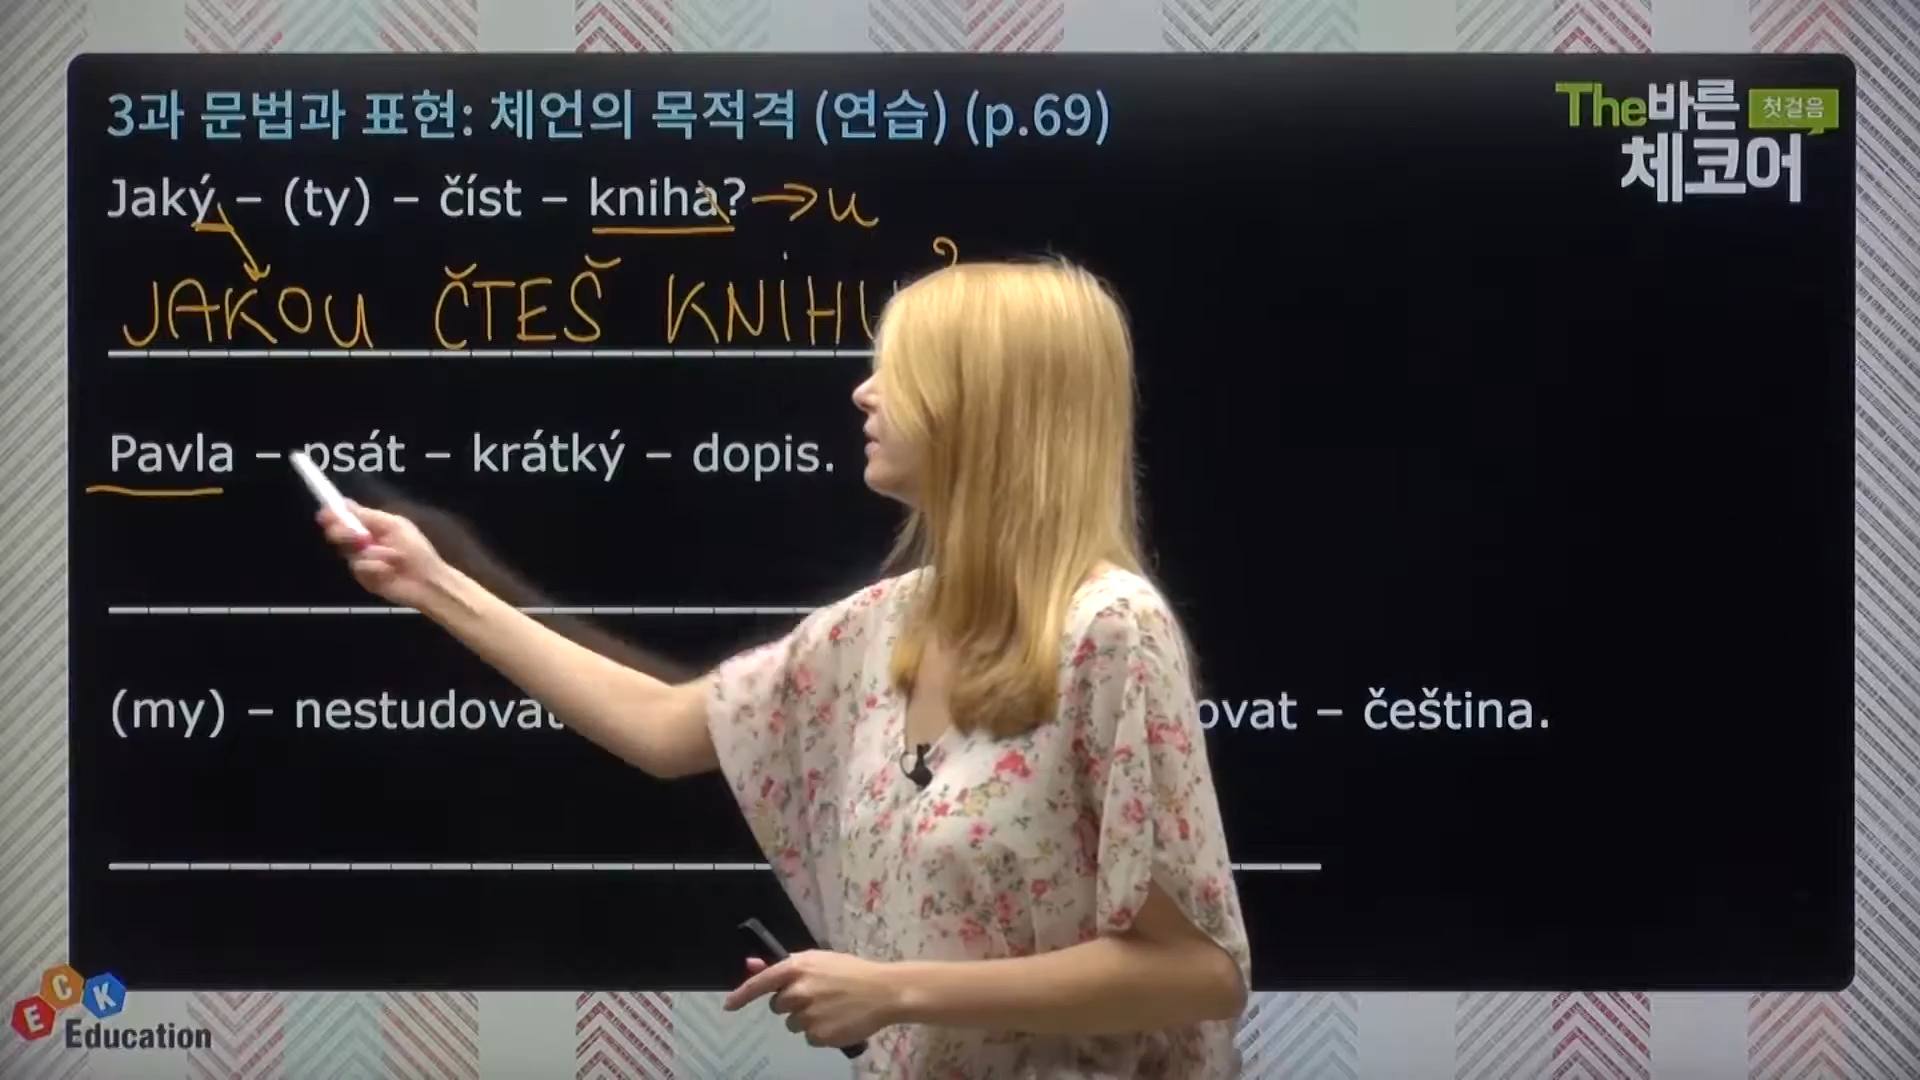 3과 문법과 표현: 체언의 목적격 (연습) (p.69)
The바른 첫걸음
체코어
Jaký – (ty) – číst – kniha? → u
JAKOU ČTEŠ KNIHU?
Pavla – psát – krátký – dopis.
(my) – nestudovat ovat – čeština.
ECK
Education